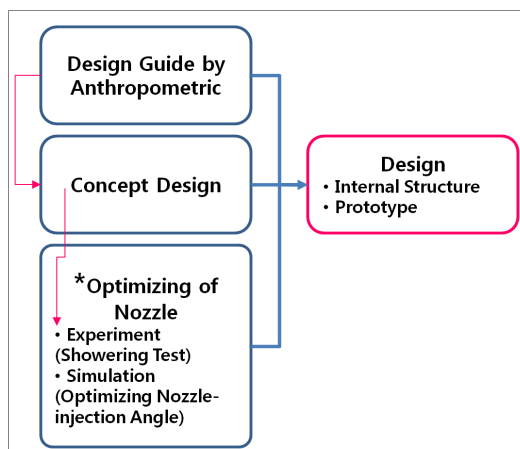 Design Guide by
Anthropometric
Concept Design
*Optimizing of
Nozzle
• Experiment
(Showering Test)
• Simulation
(Optimizing Nozzle-
injection Angle)
Design
• Internal Structure
• Prototype